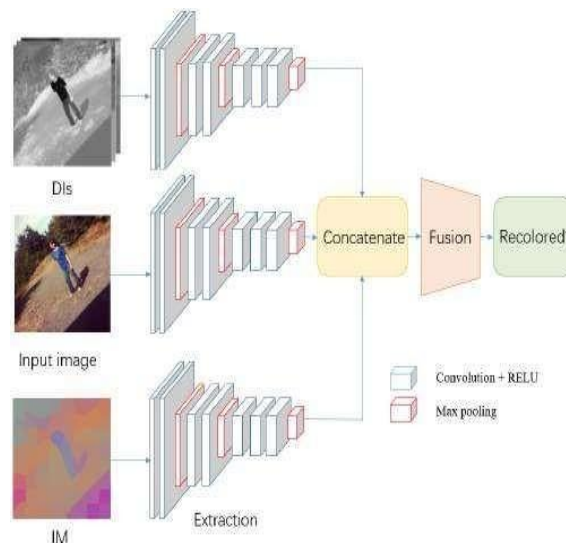 DIs
Concatenate
Fusion
Recolored
Input image
Convolution + RELU
Max pooling
Extraction
IM